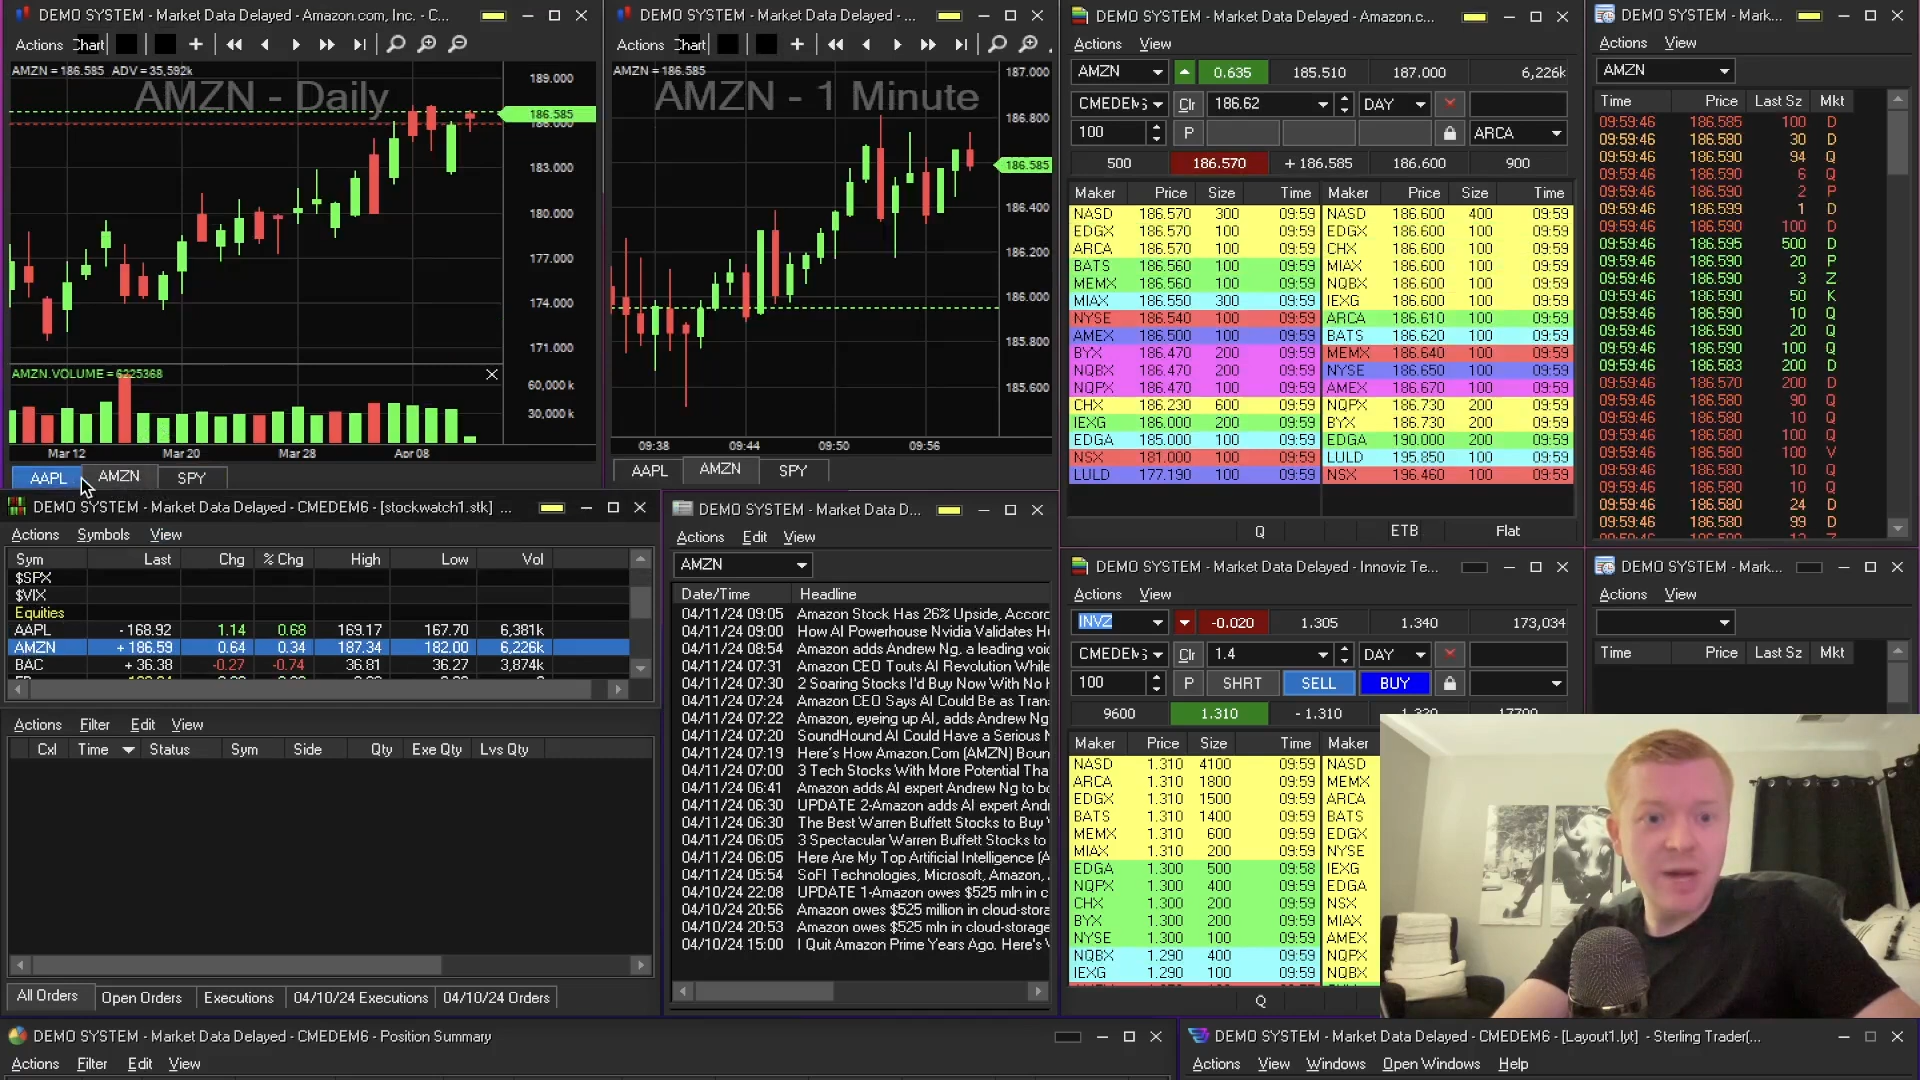 DEMO SYSTEM - Market Data Delayed - Amazon.com, Inc. - C...
Actions Chart
AMZN = 186.585 ADV = 35,592k
AMZN - Daily
189.000
186.585
183.000
180.000
177.000
174.000
171.000
AMZN.VOLUME = 6225368
60,000 k
30,000 k
Mar 12 Mar 20 Mar 28 Apr 08
AAPL AMZN SPY
DEMO SYSTEM - Market Data Delayed - ...
Actions Chart
AMZN = 186.585
AMZN - 1 Minute
187.000
186.800
186.585
186.400
186.200
186.000
185.800
185.600
09:38 09:44 09:50 09:56
AAPL AMZN SPY
DEMO SYSTEM - Market Data Delayed - Amazon.c...
Actions View
AMZN 0.635 185.510 187.000 6,226k
Clr 186.62 DAY
100 P ARCA
500 186.570 + 186.585 186.600 900
Maker Price Size Time Maker Price Size Time
NASD 186.570 300 09:59 NASD 186.600 400 09:59
EDGX 186.570 100 09:59 EDGX 186.600 100 09:59
ARCA 186.570 100 09:59 CHX 186.600 100 09:59
BATS 186.560 100 09:59 MIAX 186.600 100 09:59
MEMX 186.560 100 09:59 NQBX 186.600 100 09:59
MIAX 186.550 300 09:59 IEXG 186.600 100 09:59
NYSE 186.540 100 09:59 ARCA 186.610 100 09:59
AMEX 186.500 100 09:59 BATS 186.620 100 09:59
BYX 186.470 200 09:59 MEMX 186.640 100 09:59
NQBX 186.470 200 09:59 NYSE 186.650 100 09:59
NQPX 186.470 100 09:59 AMEX 186.670 100 09:59
CHX 186.230 600 09:59 NQPX 186.730 200 09:59
IEXG 186.000 200 09:59 BYX 186.730 200 09:59
EDGA 185.000 100 09:59 EDGA 190.000 200 09:59
NSX 181.000 100 09:59 LULD 195.850 100 09:59
LULD 177.190 100 09:59 NSX 196.460 100 09:59
Q ETB Flat
DEMO SYSTEM - Mark...
Actions View
AMZN
Time Price Last Sz Mkt
09:59:46 186.585 100 D
09:59:46 186.580 30 D
09:59:46 186.590 94 Q
09:59:46 186.590 6 Q
09:59:46 186.590 2 P
09:59:46 186.599 1 D
09:59:46 186.590 100 D
09:59:46 186.595 500 D
09:59:46 186.590 20 P
09:59:46 186.590 3 Z
09:59:46 186.590 50 K
09:59:46 186.590 10 Q
09:59:46 186.590 20 Q
09:59:46 186.590 100 Q
09:59:46 186.583 200 D
09:59:46 186.570 200 D
09:59:46 186.580 90 Q
09:59:46 186.580 10 Q
09:59:46 186.580 100 Q
09:59:46 186.580 100 V
09:59:46 186.580 10 Q
09:59:46 186.580 10 Q
09:59:46 186.580 24 D
09:59:46 186.580 99 D
DEMO SYSTEM - Market Data Delayed - CMEDEM6 - [stockwatch1.stk] ...
Actions Symbols View
Sym Last Chg % Chg High Low Vol
$SPX
$VIX
Equities
AAPL - 168.92 1.14 0.68 169.17 167.70 6,381k
AMZN + 186.59 0.64 0.34 187.34 182.00 6,226k
BAC + 36.38 -0.27 -0.74 36.81 36.27 3,874k
Actions Filter Edit View
Cxl Time Status Sym Side Qty Exe Qty Lvs Qty
All Orders Open Orders Executions 04/10/24 Executions 04/10/24 Orders
DEMO SYSTEM - Market Data D...
Actions Edit View
AMZN
Date/Time Headline
04/11/24 09:05 Amazon Stock Has 26% Upside, Accor
04/11/24 09:00 How AI Powerhouse Nvidia Validates
04/11/24 08:54 Amazon adds Andrew Ng, a leading voi
04/11/24 07:31 Amazon CEO Touts AI Revolution While
04/11/24 07:30 2 Soaring Stocks I'd Buy Now With No
04/11/24 07:24 Amazon CEO Says AI Could Be as Tran
04/11/24 07:22 Amazon, eyeing up AI, adds Andrew Ng
04/11/24 07:20 SoundHound AI Could Have a Serious
04/11/24 07:19 Here's How Amazon.Com (AMZN) Boun
04/11/24 07:00 3 Tech Stocks With More Potential Tha
04/11/24 06:41 Amazon adds AI expert Andrew Ng to b
04/11/24 06:30 UPDATE 2-Amazon adds AI expert And
04/11/24 06:30 The Best Warren Buffett Stocks to Buy
04/11/24 06:05 3 Spectacular Warren Buffett Stocks to
04/11/24 06:05 Here Are My Top Artificial Intelligence (A
04/11/24 05:54 SoFI Technologies, Microsoft, Amazon,
04/10/24 22:08 UPDATE 1-Amazon owes $525 mln in c
04/10/24 20:56 Amazon owes $525 million in cloud-stora
04/10/24 20:53 Amazon owes $525 mln in cloud-storage
04/10/24 15:00 I Quit Amazon Prime Years Ago. Here's
DEMO SYSTEM - Market Data Delayed - Innoviz Te...
Actions View
INVZ -0.020 1.305 1.340 173,034
Clr 1.4 DAY
100 P SHRT SELL BUY
9600 1.310 - 1.310
Maker Price Size Time Maker
NASD 1.310 4100 09:59 NASD
ARCA 1.310 1800 09:59 MEMX
EDGX 1.310 1500 09:59 ARCA
BATS 1.310 1400 09:59 BATS
MEMX 1.310 600 09:59 EDGX
MIAX 1.310 200 09:59 NYSE
EDGA 1.300 500 09:58 IEXG
NQPX 1.300 400 09:59 EDGA
CHX 1.300 200 09:59 NSX
BYX 1.300 200 09:59 MIAX
NYSE 1.300 100 09:59 AMEX
NQBX 1.290 400 09:59 NQPX
IEXG 1.290 100 09:59 NQBX
Q
DEMO SYSTEM - Mark...
Actions View
Time Price Last Sz Mkt
DEMO SYSTEM - Market Data Delayed - CMEDEM6 - Position Summary
Actions Filter Edit View
DEMO SYSTEM - Market Data Delayed - CMEDEM6 - [Layout1.lyt] - Sterling Trader(...
Actions View Windows Open Windows Help